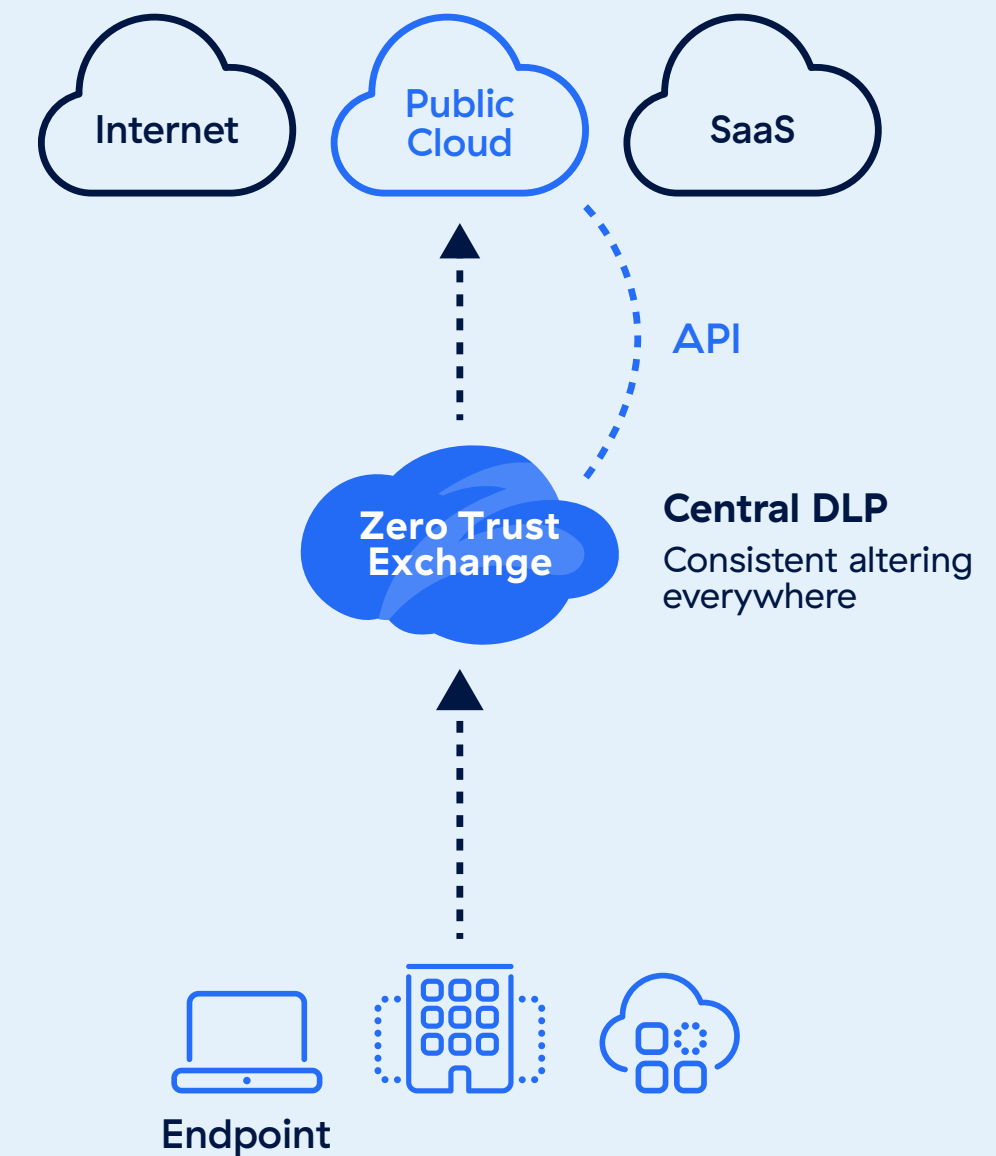 Internet
Public
Cloud
SaaS
API
Zero Trust
Exchange
Central DLP
Consistent altering
everywhere
Endpoint